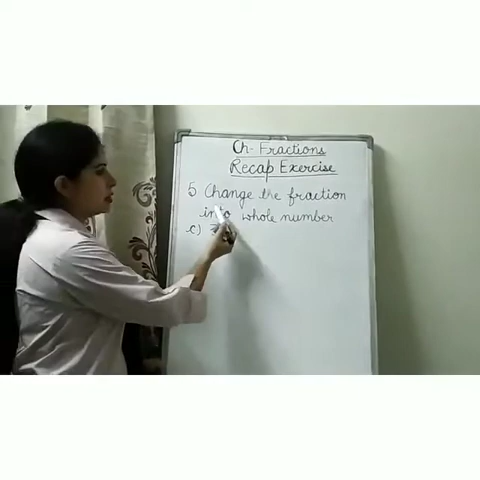 Ch- Fractions
Recap Exercise
5 Change the fraction
into whole number
c)